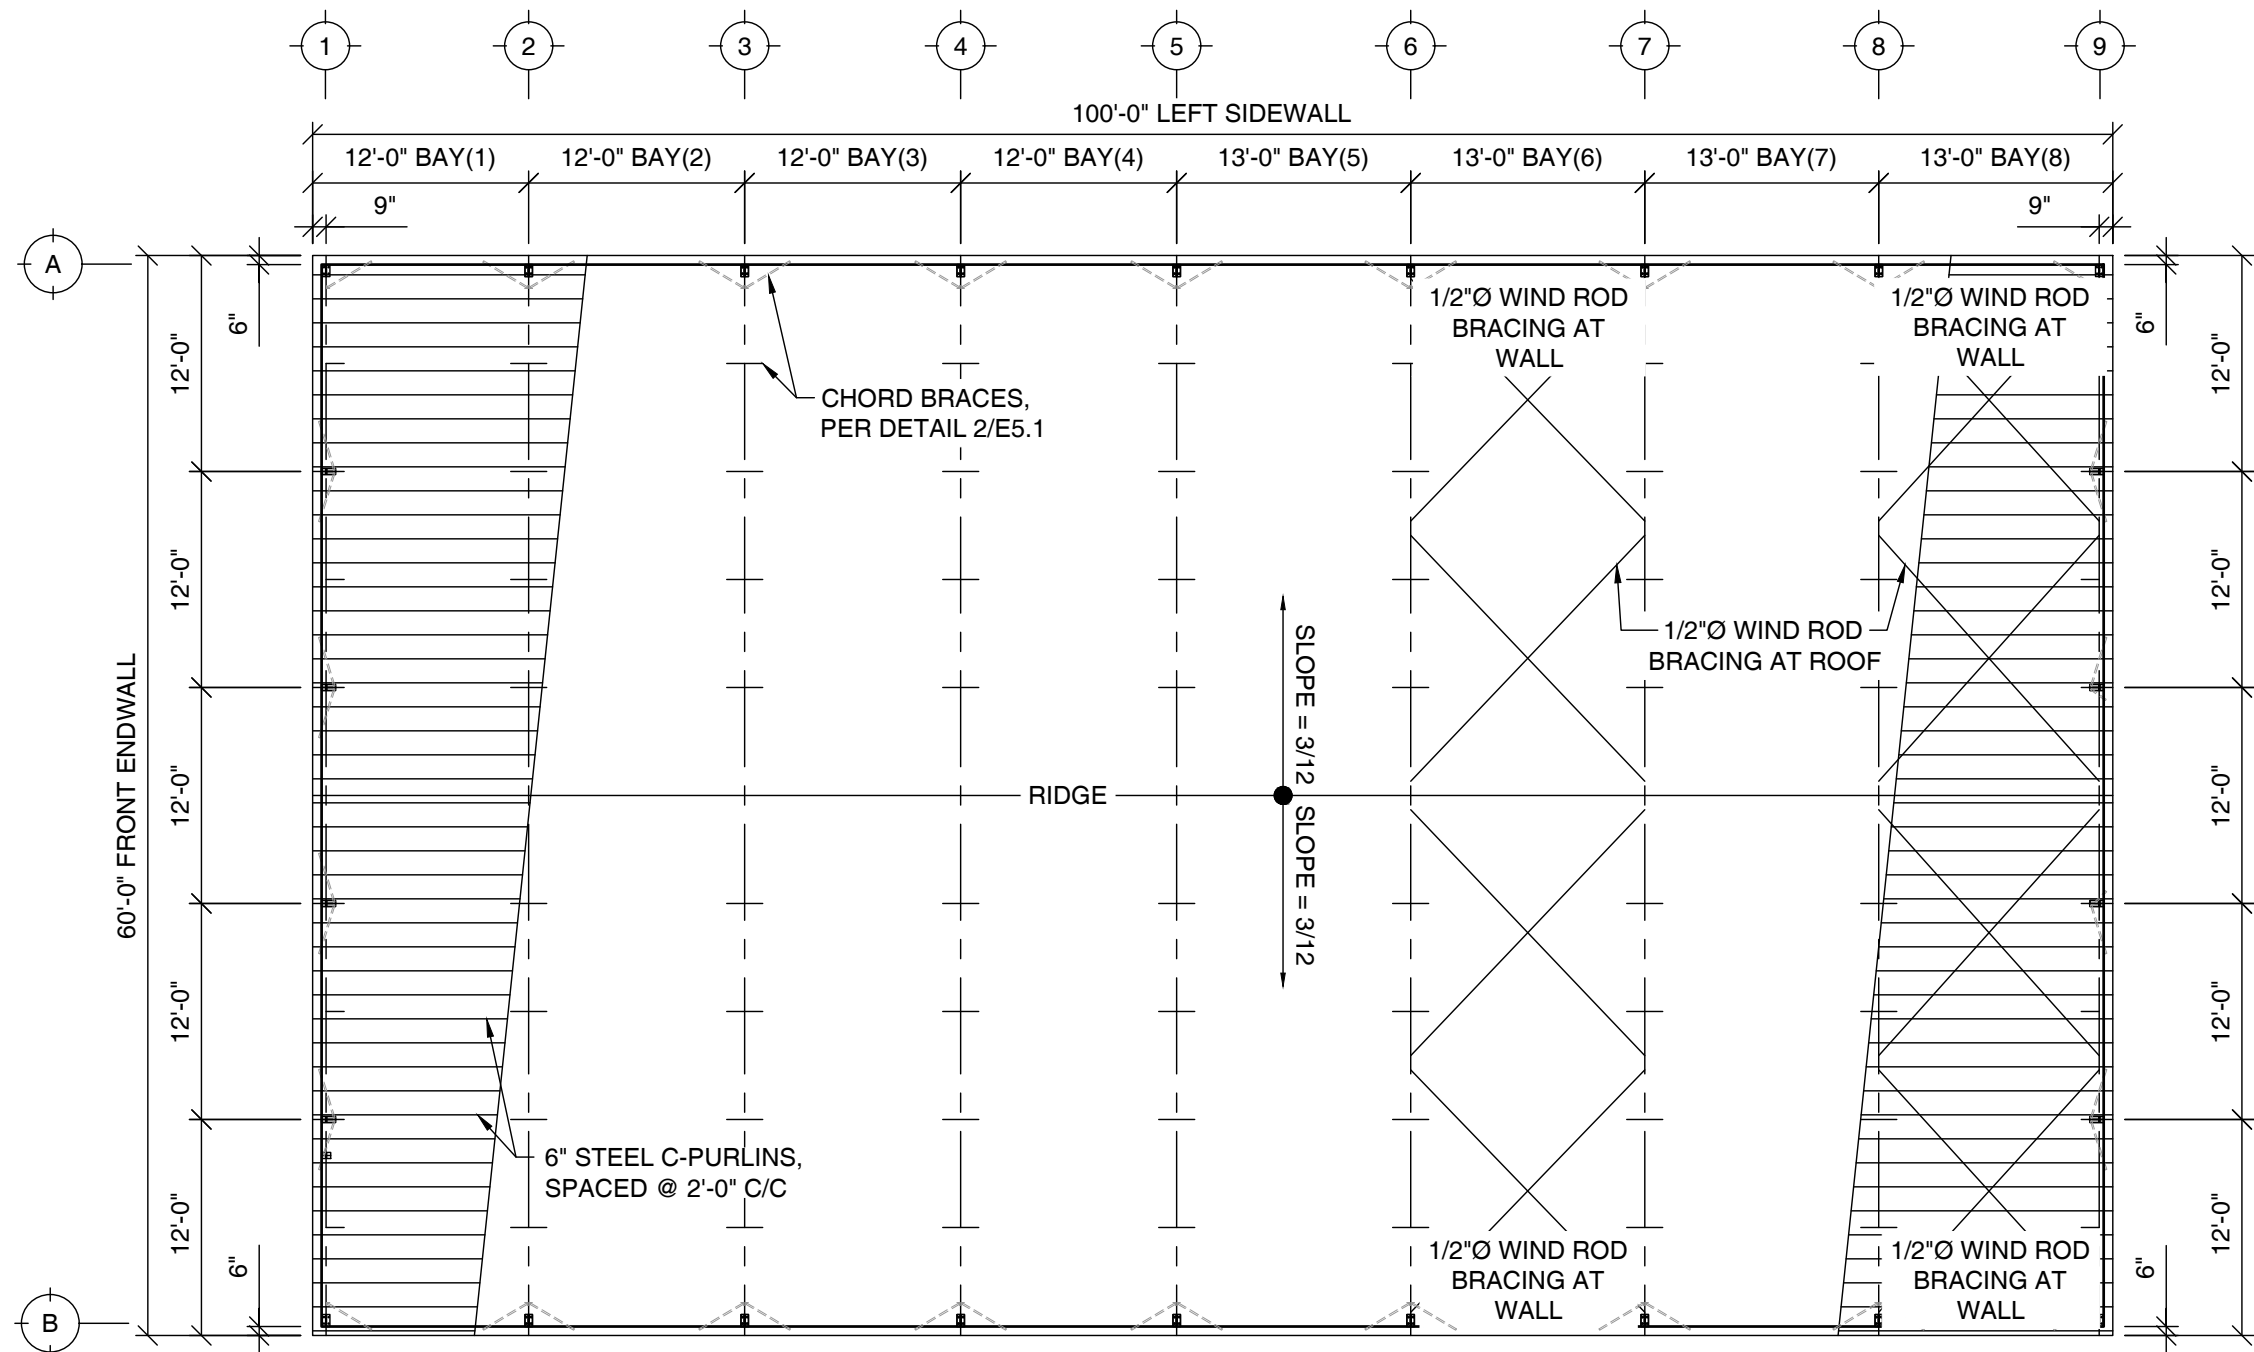 1 2 3 4 5 6 7 8 9
100'-0" LEFT SIDEWALL
12'-0" BAY(1) 12'-0" BAY(2) 12'-0" BAY(3) 12'-0" BAY(4) 13'-0" BAY(5) 13'-0" BAY(6) 13'-0" BAY(7) 13'-0" BAY(8)
9" 9"
A
6"
12'-0"
12'-0"
12'-0"
12'-0"
12'-0"
6"
60'-0" FRONT ENDWALL
B
1/2"Ø WIND ROD
BRACING AT
WALL
1/2"Ø WIND ROD
BRACING AT
WALL
CHORD BRACES,
PER DETAIL 2/E5.1
1/2"Ø WIND ROD
BRACING AT ROOF
SLOPE = 3/12
RIDGE
SLOPE = 3/12
6" STEEL C-PURLINS,
SPACED @ 2'-0" C/C
1/2"Ø WIND ROD
BRACING AT
WALL
1/2"Ø WIND ROD
BRACING AT
WALL
6"
12'-0"
12'-0"
12'-0"
12'-0"
12'-0"
6"